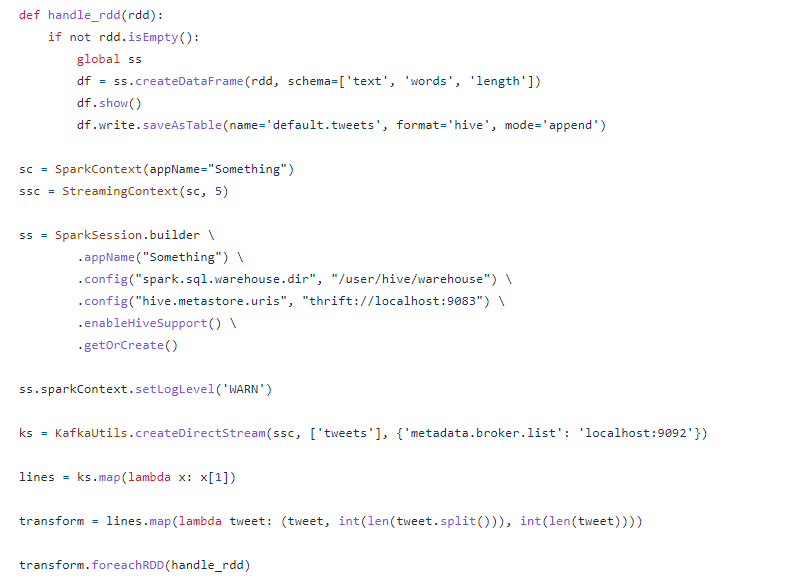 def handle_rdd(rdd):
    if not rdd.isEmpty():
        global ss
        df = ss.createDataFrame(rdd, schema=['text', 'words', 'length'])
        df.show()
        df.write.saveAsTable(name='default.tweets', format='hive', mode='append')
sc = SparkContext(appName="Something")
ssc = StreamingContext(sc, 5)
ss = SparkSession.builder \
        .appName("Something") \
        .config("spark.sql.warehouse.dir", "/user/hive/warehouse") \
        .config("hive.metastore.uris", "thrift://localhost:9083") \
        .enableHiveSupport() \
        .getOrCreate()
ss.sparkContext.setLogLevel('WARN')
ks = KafkaUtils.createDirectStream(ssc, ['tweets'], {'metadata.broker.list': 'localhost:9092'})
lines = ks.map(lambda x: x[1])
transform = lines.map(lambda tweet: (tweet, int(len(tweet.split())), int(len(tweet))))
transform.foreachRDD(handle_rdd)